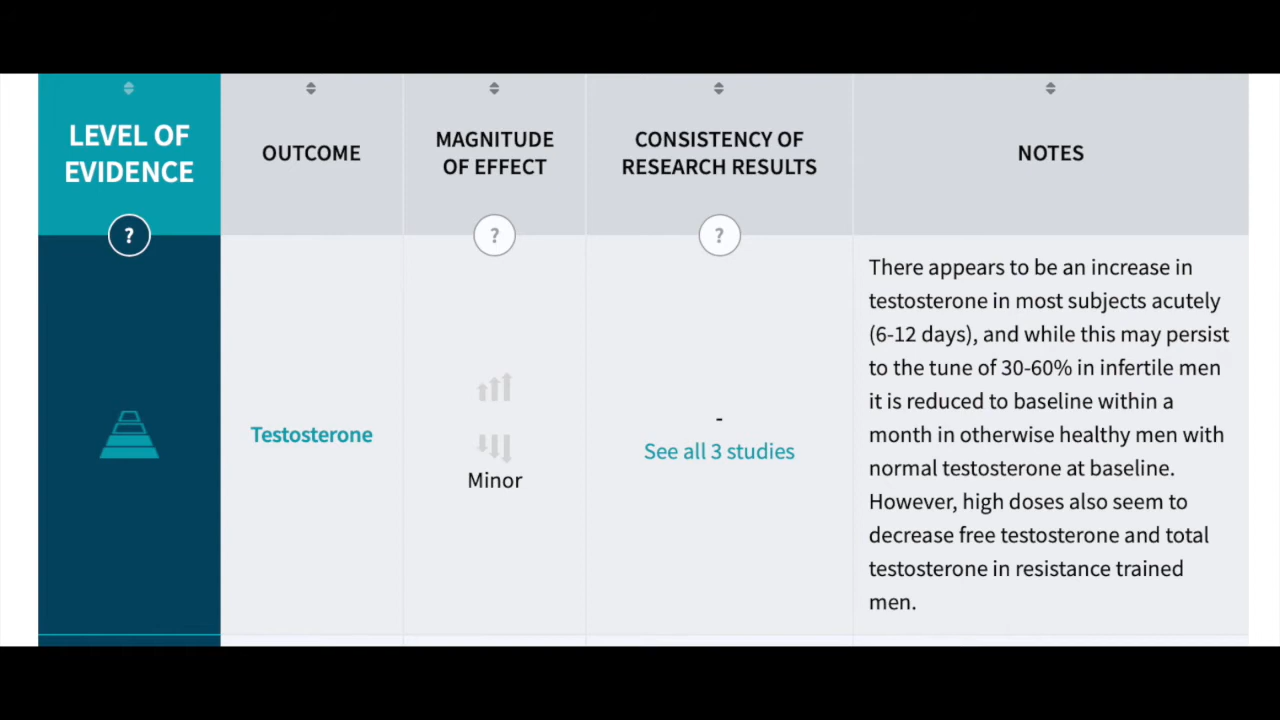 LEVEL OF
EVIDENCE
OUTCOME
MAGNITUDE
OF EFFECT
CONSISTENCY OF
RESEARCH RESULTS
NOTES
?
?
?
Testosterone
Minor
-
See all 3 studies
There appears to be an increase in
testosterone in most subjects acutely
(6-12 days), and while this may persist
to the tune of 30-60% in infertile men
it is reduced to baseline within a
month in otherwise healthy men with
normal testosterone at baseline.
However, high doses also seem to
decrease free testosterone and total
testosterone in resistance trained
men.